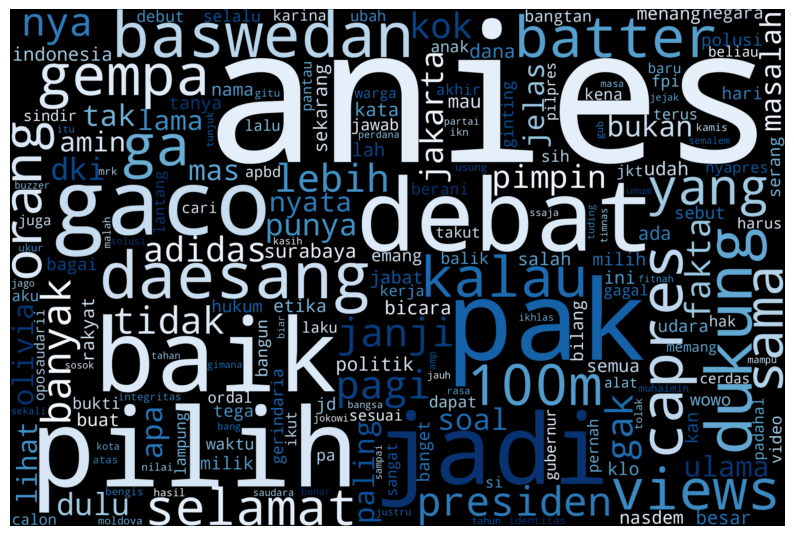 anies
nya
debut
selalu
karina
ubah
kok
bangtan
menang
negara
baswedan
batter
polusi
indonesia
anak
dana
beliau
gempa
nama
gitu
pantau
sekarang
jakarta
akhir
warga
mau
ginting
jelas
pilpres
baru
fpi
hari
masalah
masa
jejak
tanya
kata
partai
kena
terus
sindir
tak
lama
lalu
jawab
perdana
ikn
bukan
gub
kamis
semalem
itu
amin
ga
tunjuk
lah
sih
jkt
udah
nyapres
serang
orang
buzzer
mrk
dki
mas
apbd
lebih
berani
usung
pimpin
yang
umum
juga
lantang
gaco
cari
nyata
punya
debat
ssaja
tuding
timnas
sebut
harus
ukur
malah
solusi
kasih
takut
ada
jago
bagai
adidas
surabaya
emang
balik
salah
milih
dukung
fakta
fitnah
aku
daesang
jabat
kalau
ini
gagal
sama
hukum
etika
kerja
capres
udara
hak
olivia
oposaudarii
banyak
sosok
rakyat
tidak
bangun
biar
laku
janji
bicara
ikhlas
bilang
pak
memang
mampu
baik
tahan
gimana
politik
amp
semua
cerdas
sekali
bukti
integritas
ordal
pagi
jauh
100m
alat
muhaimin
jokowi
bangsa
rasa
dapat
gak
tolak
wowo
padahal
video
lihat
buat
apa
tega
gerindaria
jd
sesuai
soal
gubernur
pernah
klo
kan
pilih
kota
bang
lampung
waktu
ikut
paling
sampai
jadi
banget
ulama
atas
nilai
milik
pa
sangat
si
views
dulu
bengis
hasil
saudara
benar
justru
presiden
calon
moldova
selamat
tahun
identitas
nasdem
besar